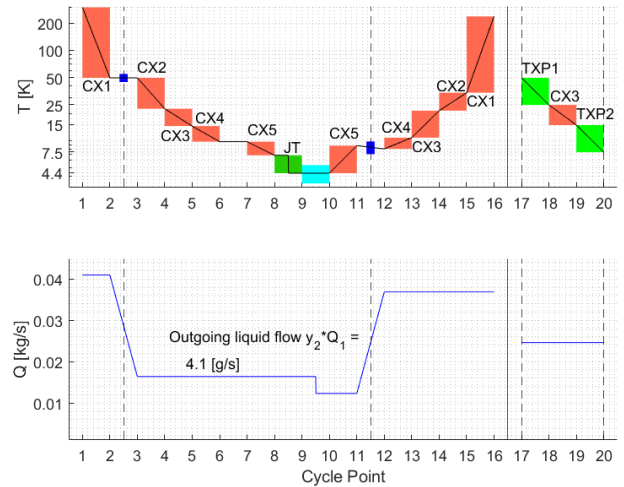 200
100
50
25
15
7.5
4.4
T [K]
CX1
CX2
CX3
CX4
CX5
JT
CX5
CX4
CX3
CX2
CX1
TXP1
CX3
TXP2
1 2 3 4 5 6 7 8 9 10 11 12 13 14 15 16 17 18 19 20
0.04
0.03
0.02
0.01
Q [kg/s]
Outgoing liquid flow y₂*Q₁ =
4.1 [g/s]
1 2 3 4 5 6 7 8 9 10 11 12 13 14 15 16 17 18 19 20
Cycle Point